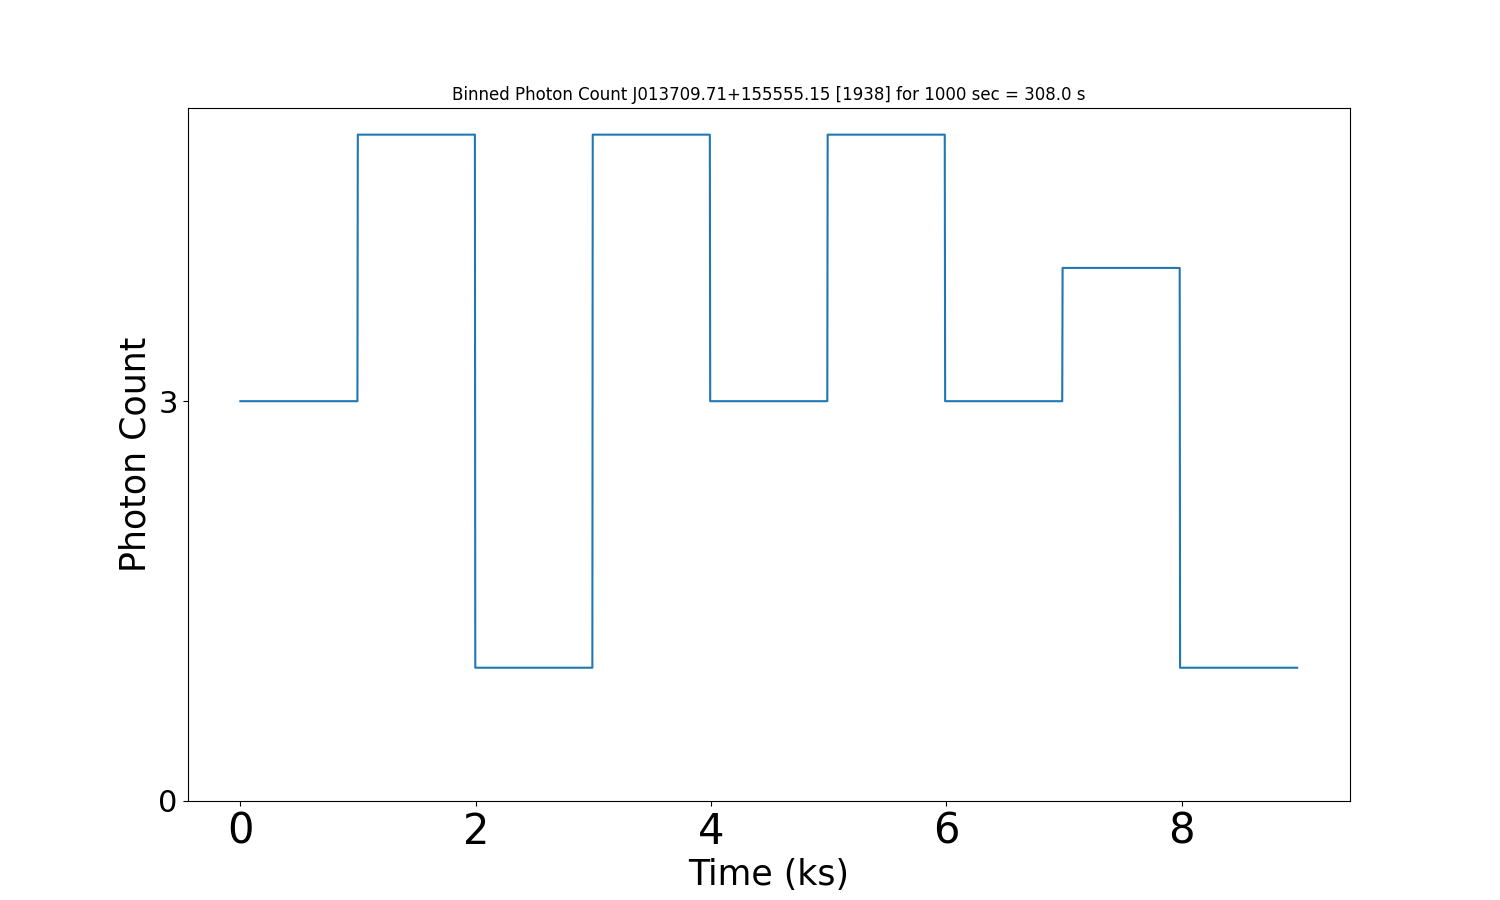 Binned Photon Count J013709.71+155555.15 [1938] for 1000 sec = 308.0 s
Photon Count
3
0
0 2 4 6 8
Time (ks)